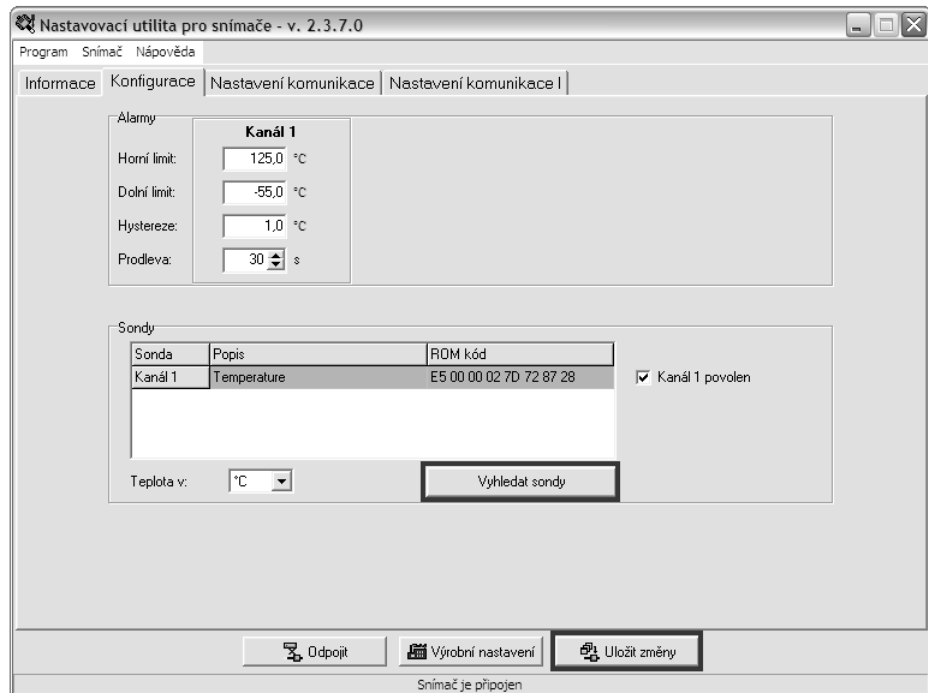 Nastavovací utilita pro snímače - v. 2.3.7.0
Program Snímač Nápověda
Informace Konfigurace Nastavení komunikace Nastavení komunikace I
Alarmy
Kanál 1
Horní limit: 125,0 °C
Dolní limit: -55,0 °C
Hystereze: 1,0 °C
Prodleva: 30 s
Sondy
Sonda Popis ROM kód
Kanál 1 Temperature E5 00 00 02 7D 72 87 28 Kanál 1 povolen
Teplota v: °C Vyhledat sondy
Odpojit Výrobní nastavení Uložit změny
Snímač je připojen